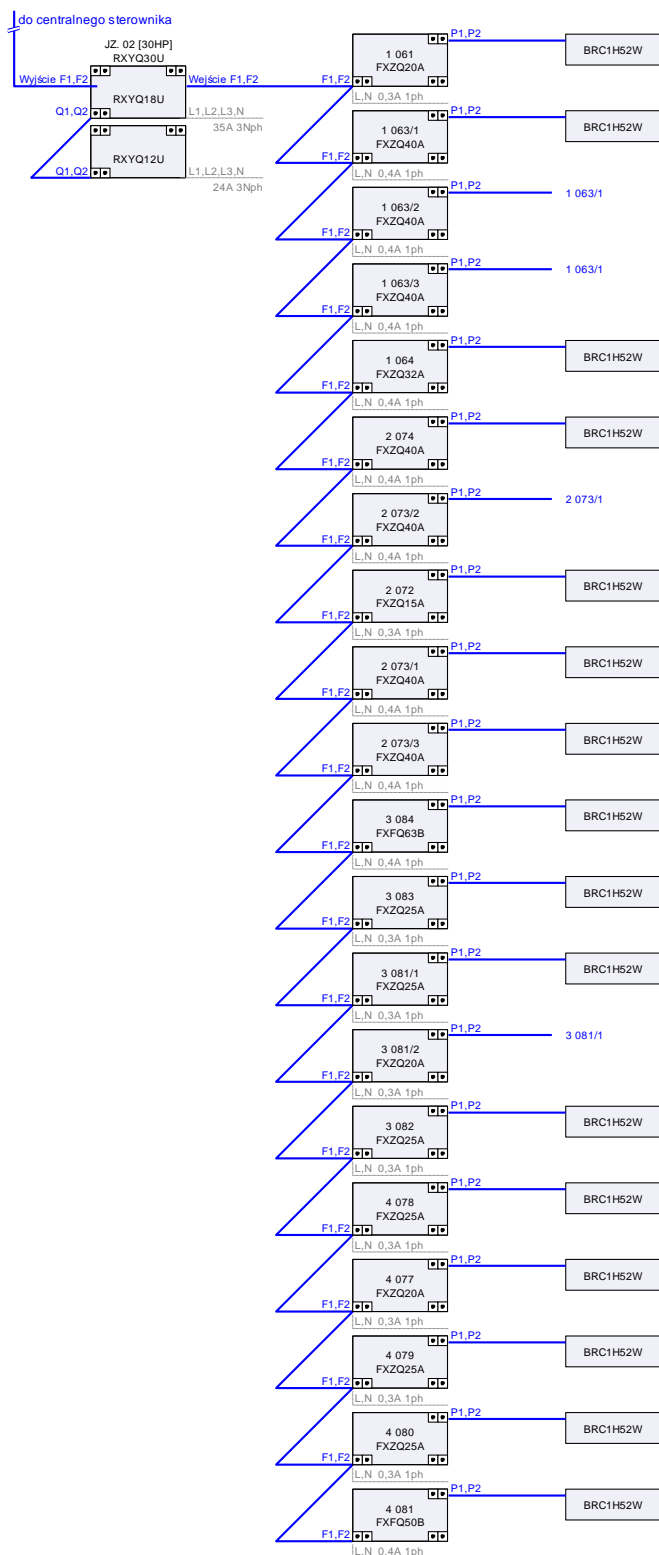 do centralnego sterownika
JZ. 02 [30HP]
RXYQ30U
Wyjście F1,F2
Wejście F1,F2
RXYQ18U
Q1,Q2
L1,L2,L3,N
35A 3Nph
RXYQ12U
Q1,Q2
L1,L2,L3,N
24A 3Nph
P1,P2
1 061
FXZQ20A
BRC1H52W
F1,F2
L,N 0,3A 1ph
P1,P2
1 063/1
FXZQ40A
BRC1H52W
F1,F2
L,N 0,4A 1ph
P1,P2
1 063/2
FXZQ40A
1 063/1
F1,F2
L,N 0,4A 1ph
P1,P2
1 063/3
FXZQ40A
1 063/1
F1,F2
L,N 0,4A 1ph
P1,P2
1 064
FXZQ32A
BRC1H52W
F1,F2
L,N 0,4A 1ph
P1,P2
2 074
FXZQ40A
BRC1H52W
F1,F2
L,N 0,4A 1ph
P1,P2
2 073/2
FXZQ40A
2 073/1
F1,F2
L,N 0,4A 1ph
P1,P2
2 072
FXZQ15A
BRC1H52W
F1,F2
L,N 0,3A 1ph
P1,P2
2 073/1
FXZQ40A
BRC1H52W
F1,F2
L,N 0,4A 1ph
P1,P2
2 073/3
FXZQ40A
BRC1H52W
F1,F2
L,N 0,4A 1ph
P1,P2
3 084
FXFQ63B
BRC1H52W
F1,F2
L,N 0,4A 1ph
P1,P2
3 083
FXZQ25A
BRC1H52W
F1,F2
L,N 0,3A 1ph
P1,P2
3 081/1
FXZQ25A
BRC1H52W
F1,F2
L,N 0,3A 1ph
P1,P2
3 081/2
FXZQ20A
3 081/1
F1,F2
L,N 0,3A 1ph
P1,P2
3 082
FXZQ25A
BRC1H52W
F1,F2
L,N 0,3A 1ph
P1,P2
4 078
FXZQ25A
BRC1H52W
F1,F2
L,N 0,3A 1ph
P1,P2
4 077
FXZQ20A
BRC1H52W
F1,F2
L,N 0,3A 1ph
P1,P2
4 079
FXZQ25A
BRC1H52W
F1,F2
L,N 0,3A 1ph
P1,P2
4 080
FXZQ25A
BRC1H52W
F1,F2
L,N 0,3A 1ph
P1,P2
4 081
FXFQ50B
BRC1H52W
F1,F2
L,N 0,4A 1ph